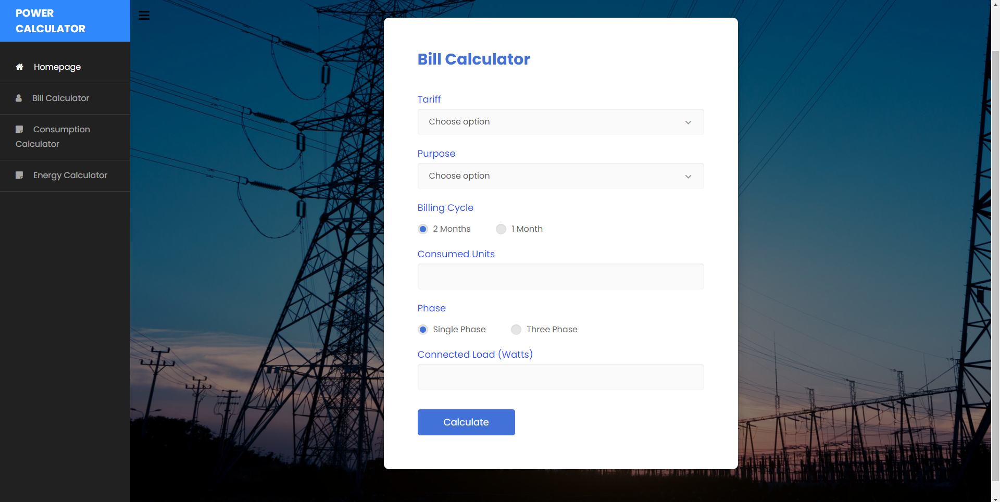 POWER
CALCULATOR
Homepage
Bill Calculator
Consumption
Calculator
Energy Calculator
Bill Calculator
Tariff
Choose option
Purpose
Choose option
Billing Cycle
2 Months 1 Month
Consumed Units
Phase
Single Phase Three Phase
Connected Load (Watts)
Calculate